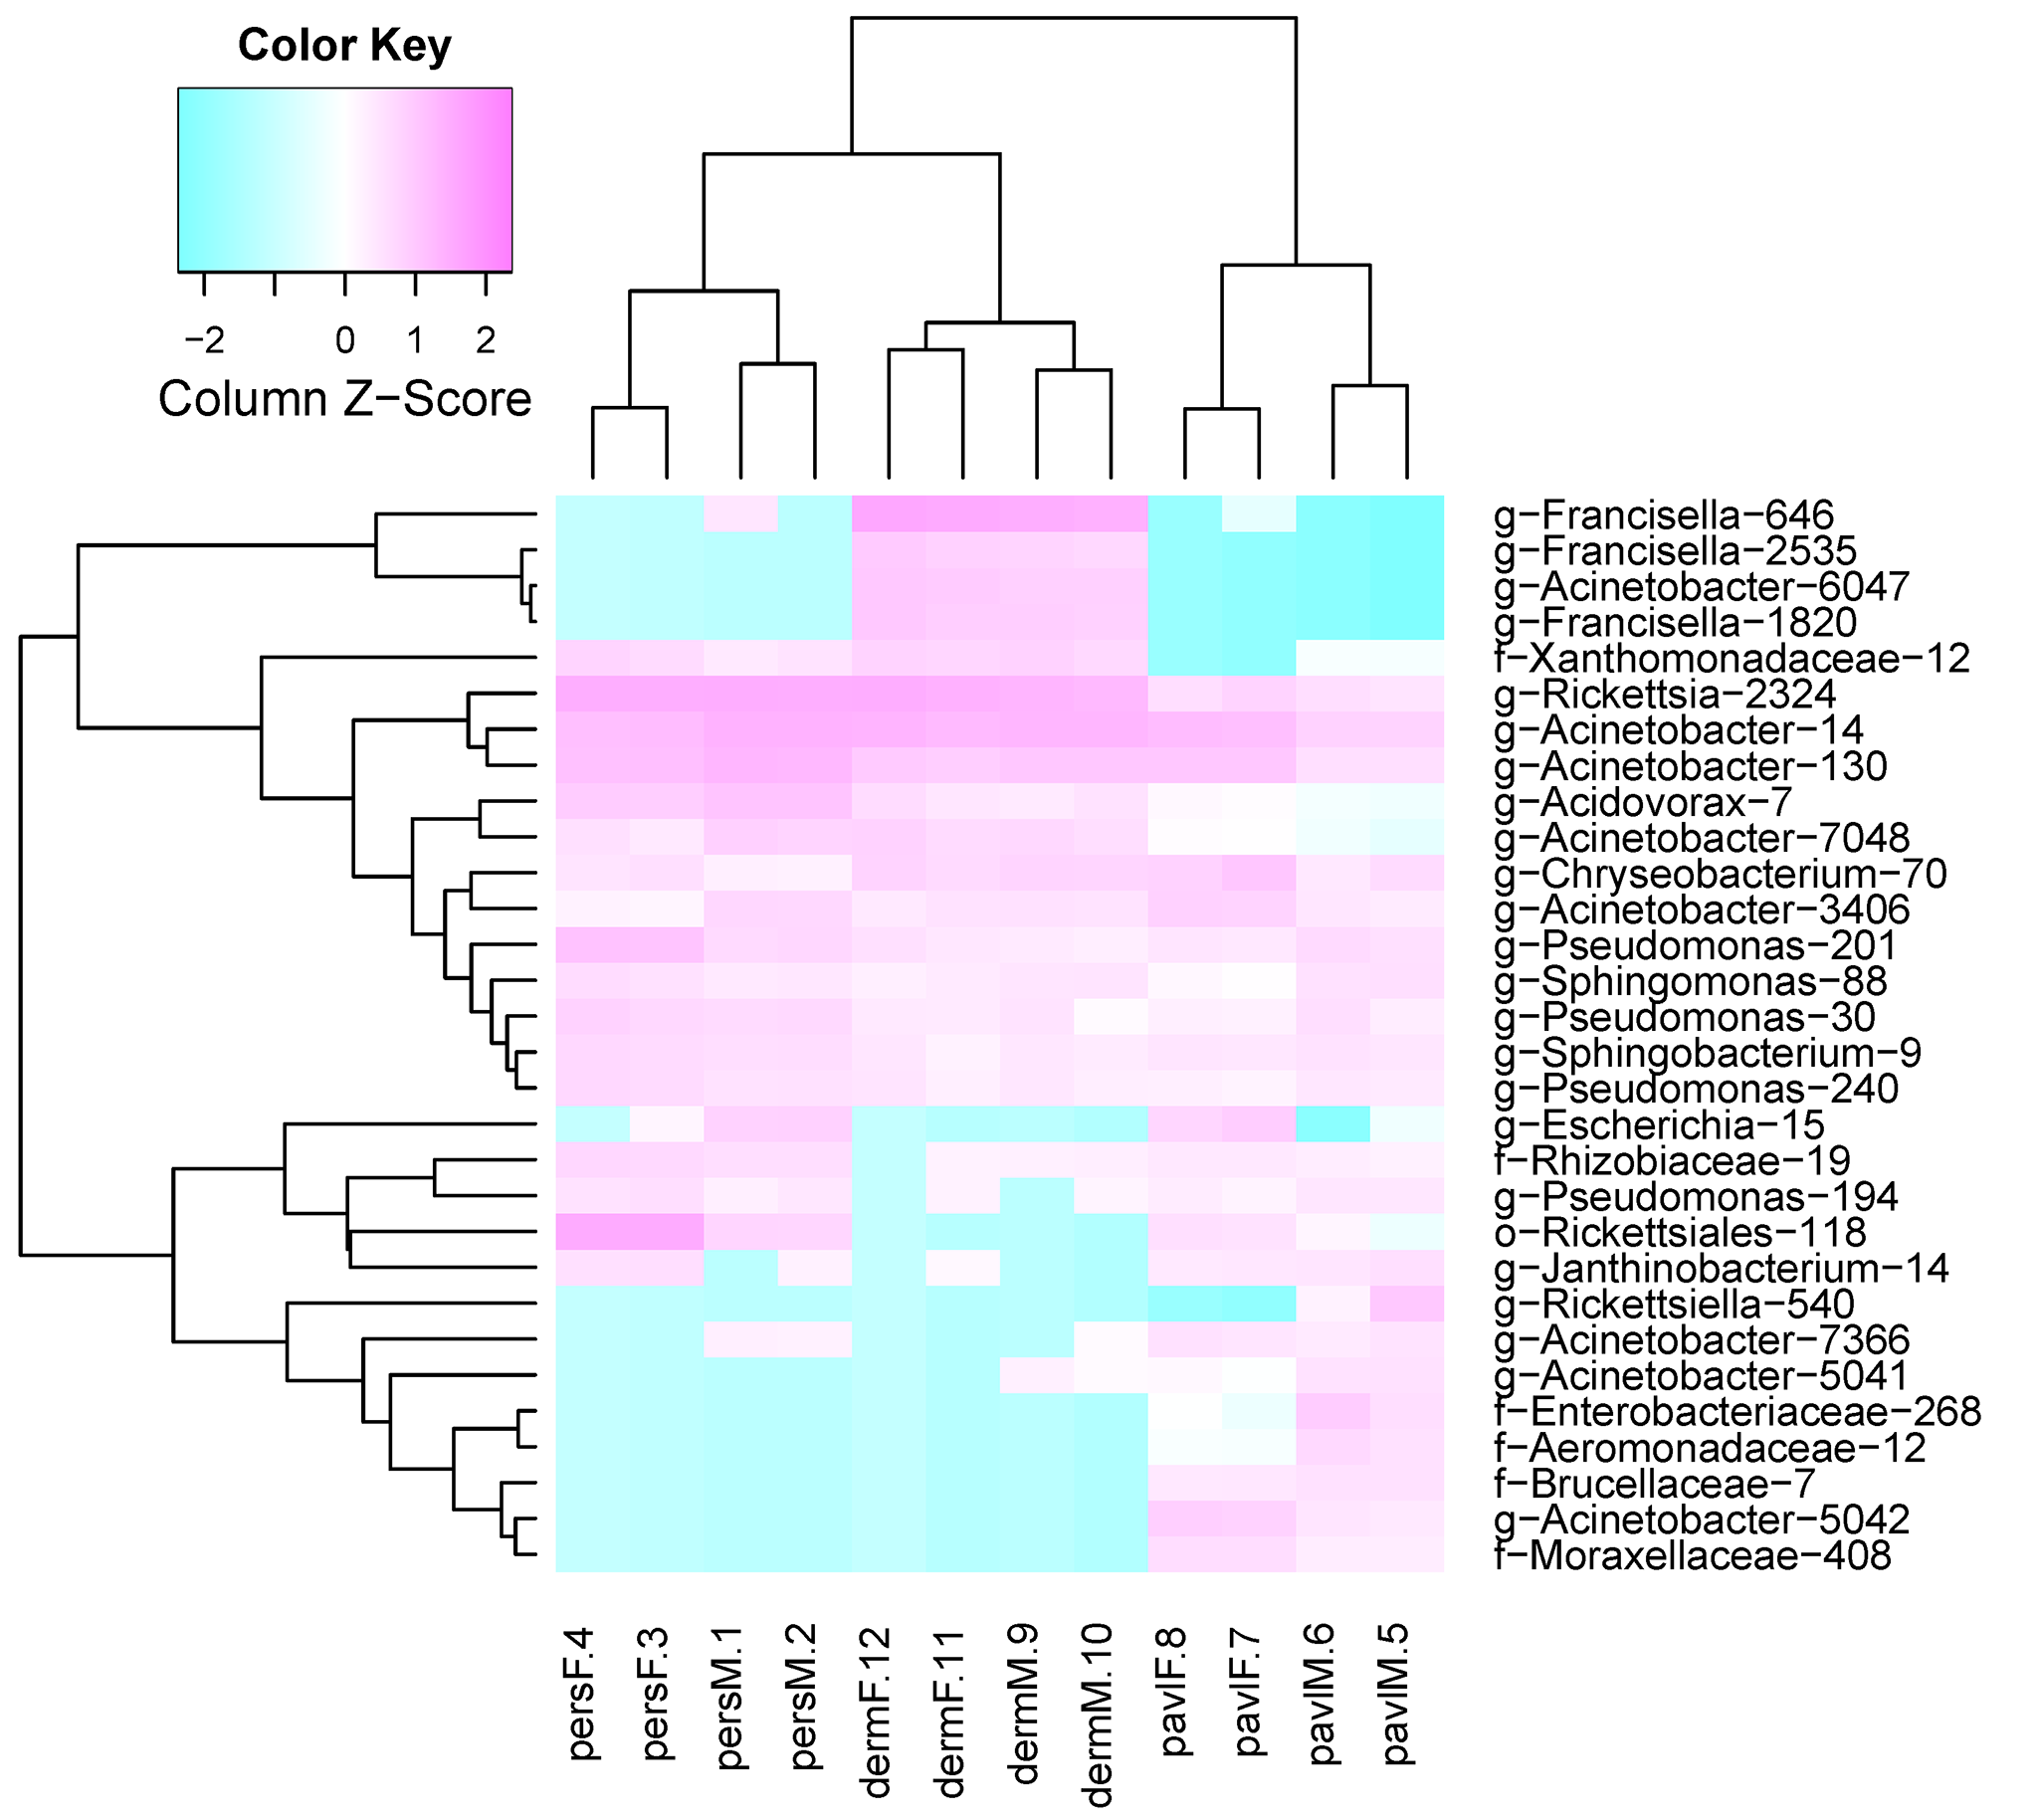 Color Key
−2 0 1 2
Column Z−Score
g−Francisella−646
g−Francisella−2535
g−Acinetobacter−6047
g−Francisella−1820
f−Xanthomonadaceae−12
g−Rickettsia−2324
g−Acinetobacter−14
g−Acinetobacter−130
g−Acidovorax−7
g−Acinetobacter−7048
g−Chryseobacterium−70
g−Acinetobacter−3406
g−Pseudomonas−201
g−Sphingomonas−88
g−Pseudomonas−30
g−Sphingobacterium−9
g−Pseudomonas−240
g−Escherichia−15
f−Rhizobiaceae−19
g−Pseudomonas−194
o−Rickettsiales−118
g−Janthinobacterium−14
g−Rickettsiella−540
g−Acinetobacter−7366
g−Acinetobacter−5041
f−Enterobacteriaceae−268
f−Aeromonadaceae−12
f−Brucellaceae−7
g−Acinetobacter−5042
f−Moraxellaceae−408
persF.4
persF.3
persM.1
persM.2
dermF.12
dermF.11
dermM.9
dermM.10
pavlF.8
pavlF.7
pavlM.6
pavlM.5